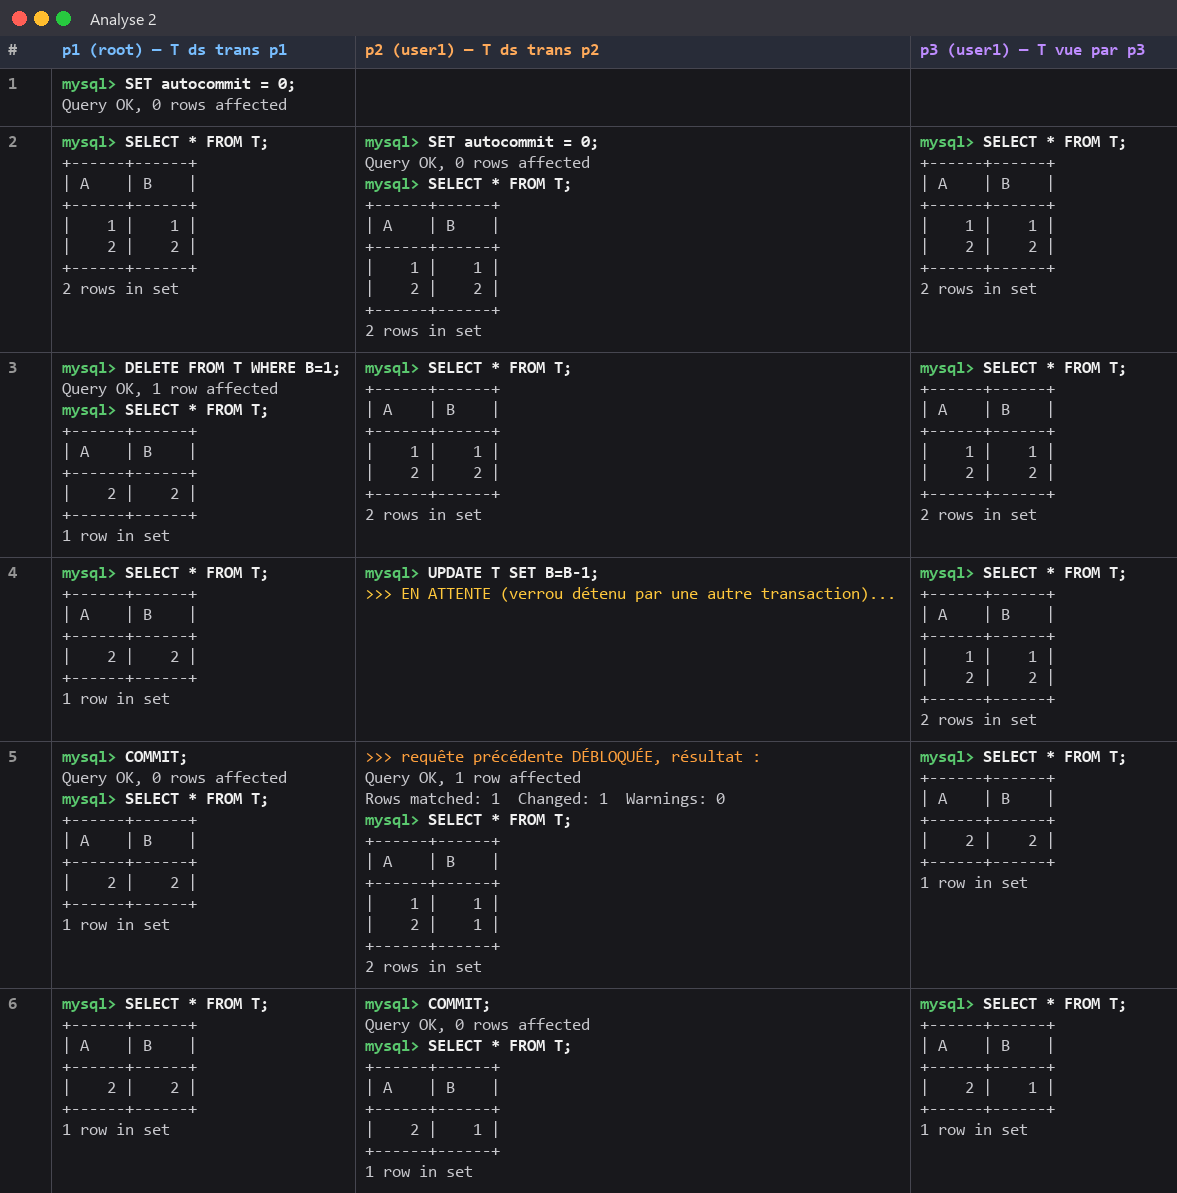 Analyse 2
# p1 (root) — T ds trans p1 p2 (user1) — T ds trans p2 p3 (user1) — T vue par p3
1
mysql> SET autocommit = 0;
Query OK, 0 rows affected
2
mysql> SELECT * FROM T;
+------+------+
| A    | B    |
+------+------+
|    1 |    1 |
|    2 |    2 |
+------+------+
2 rows in set
mysql> SET autocommit = 0;
Query OK, 0 rows affected
mysql> SELECT * FROM T;
+------+------+
| A    | B    |
+------+------+
|    1 |    1 |
|    2 |    2 |
+------+------+
2 rows in set
mysql> SELECT * FROM T;
+------+------+
| A    | B    |
+------+------+
|    1 |    1 |
|    2 |    2 |
+------+------+
2 rows in set
3
mysql> DELETE FROM T WHERE B=1;
Query OK, 1 row affected
mysql> SELECT * FROM T;
+------+------+
| A    | B    |
+------+------+
|    2 |    2 |
+------+------+
1 row in set
mysql> SELECT * FROM T;
+------+------+
| A    | B    |
+------+------+
|    1 |    1 |
|    2 |    2 |
+------+------+
2 rows in set
mysql> SELECT * FROM T;
+------+------+
| A    | B    |
+------+------+
|    1 |    1 |
|    2 |    2 |
+------+------+
2 rows in set
4
mysql> SELECT * FROM T;
+------+------+
| A    | B    |
+------+------+
|    2 |    2 |
+------+------+
1 row in set
mysql> UPDATE T SET B=B-1;
>>> EN ATTENTE (verrou détenu par une autre transaction)...
mysql> SELECT * FROM T;
+------+------+
| A    | B    |
+------+------+
|    1 |    1 |
|    2 |    2 |
+------+------+
2 rows in set
5
mysql> COMMIT;
Query OK, 0 rows affected
mysql> SELECT * FROM T;
+------+------+
| A    | B    |
+------+------+
|    2 |    2 |
+------+------+
1 row in set
>>> requête précédente DÉBLOQUÉE, résultat :
Query OK, 1 row affected
Rows matched: 1  Changed: 1  Warnings: 0
mysql> SELECT * FROM T;
+------+------+
| A    | B    |
+------+------+
|    1 |    1 |
|    2 |    1 |
+------+------+
2 rows in set
mysql> SELECT * FROM T;
+------+------+
| A    | B    |
+------+------+
|    2 |    2 |
+------+------+
1 row in set
6
mysql> SELECT * FROM T;
+------+------+
| A    | B    |
+------+------+
|    2 |    2 |
+------+------+
1 row in set
mysql> COMMIT;
Query OK, 0 rows affected
mysql> SELECT * FROM T;
+------+------+
| A    | B    |
+------+------+
|    2 |    1 |
+------+------+
1 row in set
mysql> SELECT * FROM T;
+------+------+
| A    | B    |
+------+------+
|    2 |    1 |
+------+------+
1 row in set